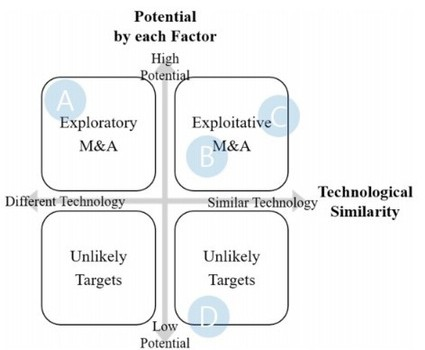 Potential
by each Factor
High
Potential
A
Exploratory
M&A
C
Exploitative
M&A
B
Different Technology
Similar Technology
Technological
Similarity
Unlikely
Targets
Unlikely
Targets
D
Low
Potential